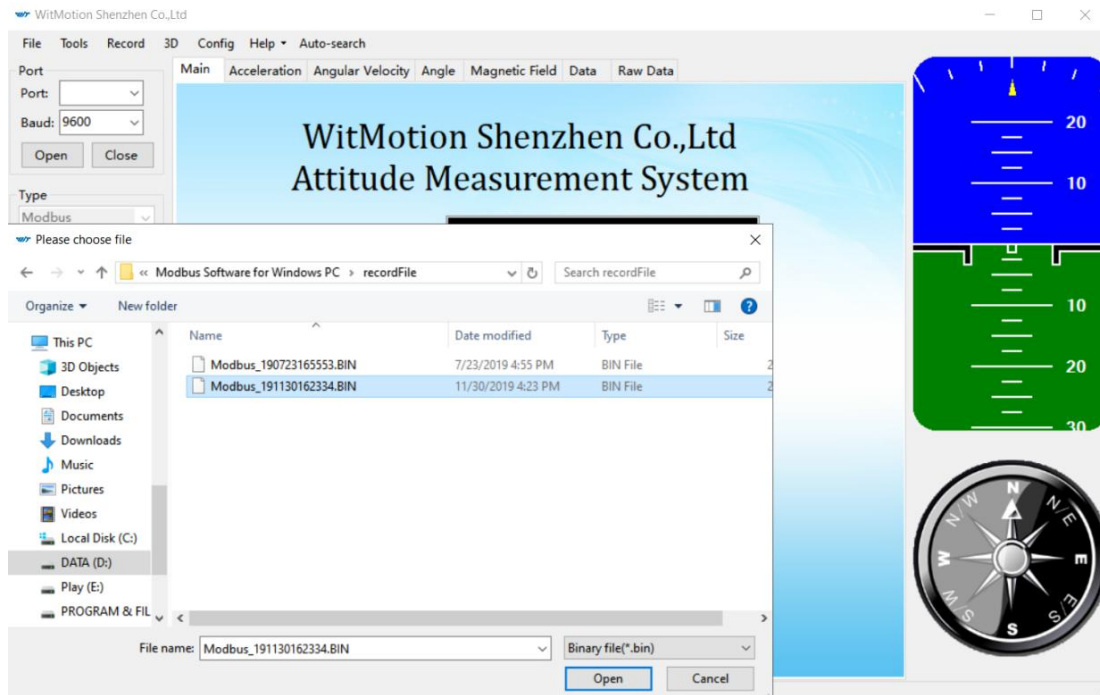 WitMotion Shenzhen Co.,Ltd
File Tools Record 3D Config Help Auto-search
Port
Port:
Baud: 9600
Open Close
Type
Modbus
Main Acceleration Angular Velocity Angle Magnetic Field Data Raw Data
WitMotion Shenzhen Co.,Ltd
Attitude Measurement System
Please choose file
« Modbus Software for Windows PC › recordFile
Search recordFile
Organize New folder
This PC
3D Objects
Desktop
Documents
Downloads
Music
Pictures
Videos
Local Disk (C:)
DATA (D:)
Play (E:)
PROGRAM & FIL
Name Date modified Type Size
Modbus_190723165553.BIN 7/23/2019 4:55 PM BIN File 2
Modbus_191130162334.BIN 11/30/2019 4:23 PM BIN File 2
File name: Modbus_191130162334.BIN Binary file(*.bin)
Open Cancel
20
10
10
20
30
N
N/E
E
E/S
S
S/W
W
N/W